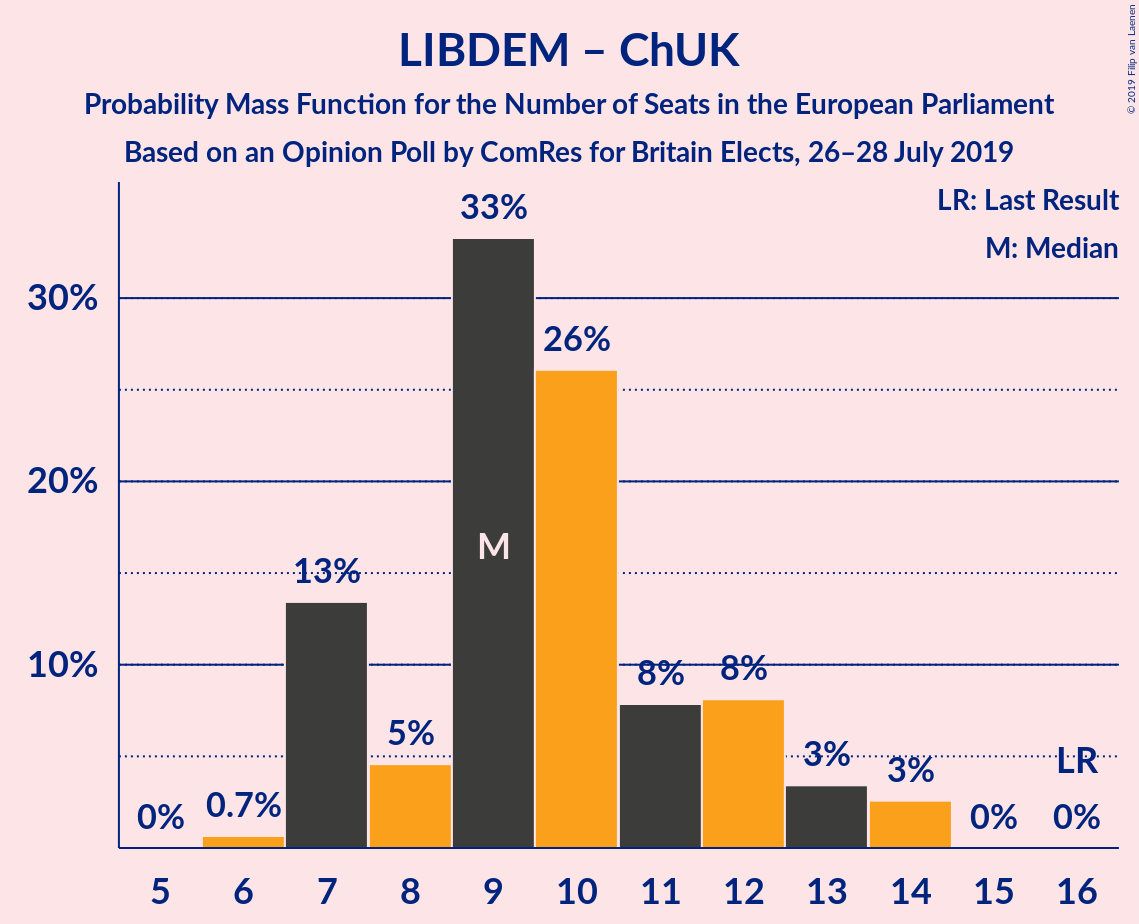 LIBDEM – ChUK
Probability Mass Function for the Number of Seats in the European Parliament
Based on an Opinion Poll by ComRes for Britain Elects, 26–28 July 2019
© 2019 Filip van Laenen
LR: Last Result
M: Median
30%
20%
10%
0%
0.7%
13%
5%
33%
M
26%
8%
8%
3%
3%
0%
LR
0%
5 6 7 8 9 10 11 12 13 14 15 16